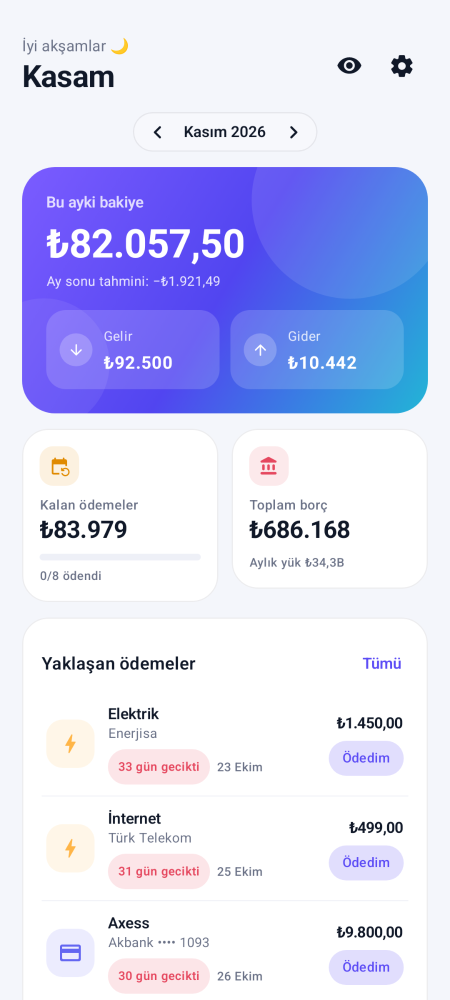 İyi akşamlar 🌙
Kasam
Kasım 2026
Bu ayki bakiye
₺82.057,50
Ay sonu tahmini: −₺1.921,49
Gelir
₺92.500
Gider
₺10.442
Kalan ödemeler
₺83.979
0/8 ödendi
Toplam borç
₺686.168
Aylık yük ₺34,3B
Yaklaşan ödemeler
Tümü
Elektrik
Enerjisa
33 gün gecikti
23 Ekim
₺1.450,00
Ödedim
İnternet
Türk Telekom
31 gün gecikti
25 Ekim
₺499,00
Ödedim
Axess
Akbank •••• 1093
30 gün gecikti
26 Ekim
₺9.800,00
Ödedim